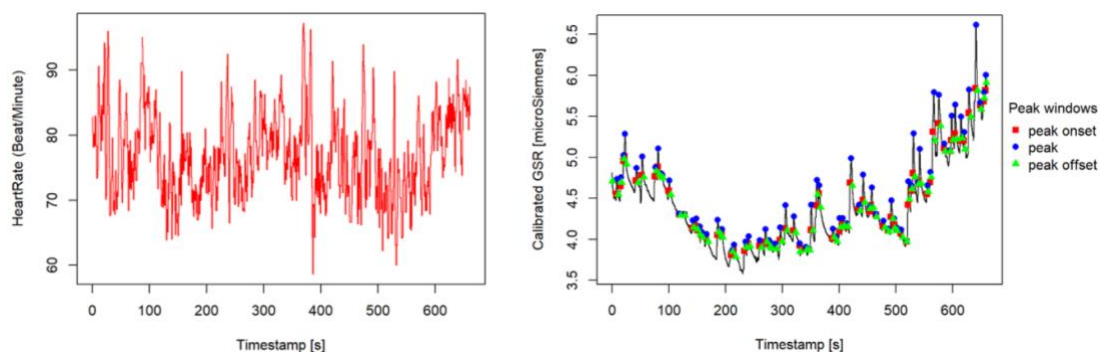 HeartRate (Beat/Minute)
90
80
70
60
0 100 200 300 400 500 600
Timestamp [s]
Calibrated GSR [microSiemens]
6.5
6.0
5.5
5.0
4.5
4.0
3.5
0 100 200 300 400 500 600
Timestamp [s]
Peak windows
peak onset
peak
peak offset